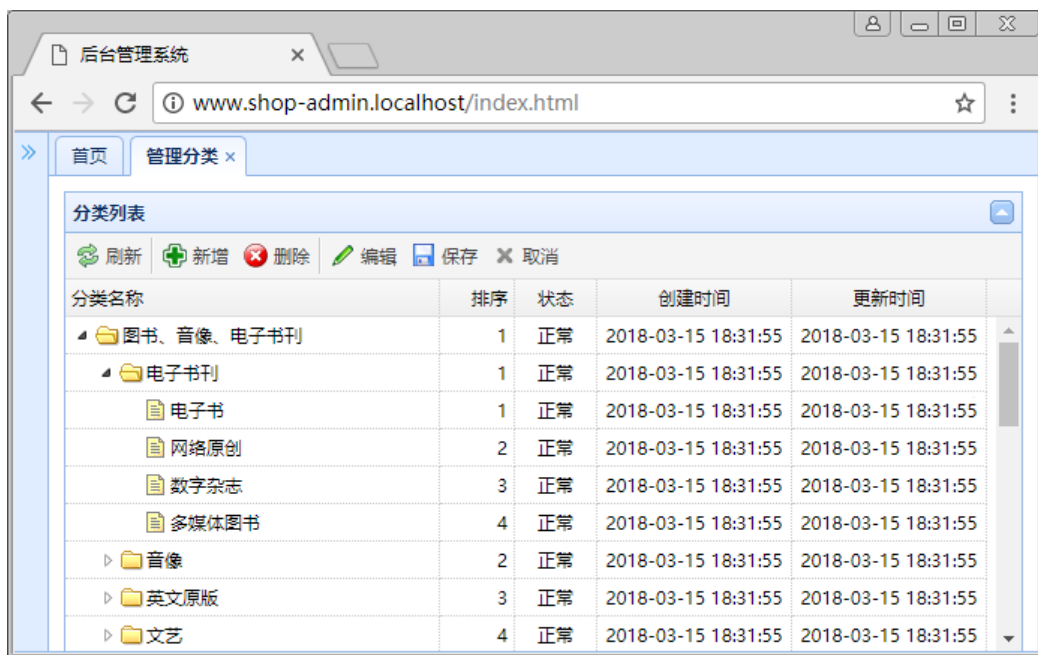 后台管理系统
www.shop-admin.localhost/index.html
首页 管理分类
分类列表
刷新 新增 删除 编辑 保存 取消
分类名称 排序 状态 创建时间 更新时间
图书、音像、电子书刊 1 正常 2018-03-15 18:31:55 2018-03-15 18:31:55
电子书刊 1 正常 2018-03-15 18:31:55 2018-03-15 18:31:55
电子书 1 正常 2018-03-15 18:31:55 2018-03-15 18:31:55
网络原创 2 正常 2018-03-15 18:31:55 2018-03-15 18:31:55
数字杂志 3 正常 2018-03-15 18:31:55 2018-03-15 18:31:55
多媒体图书 4 正常 2018-03-15 18:31:55 2018-03-15 18:31:55
音像 2 正常 2018-03-15 18:31:55 2018-03-15 18:31:55
英文原版 3 正常 2018-03-15 18:31:55 2018-03-15 18:31:55
文艺 4 正常 2018-03-15 18:31:55 2018-03-15 18:31:55